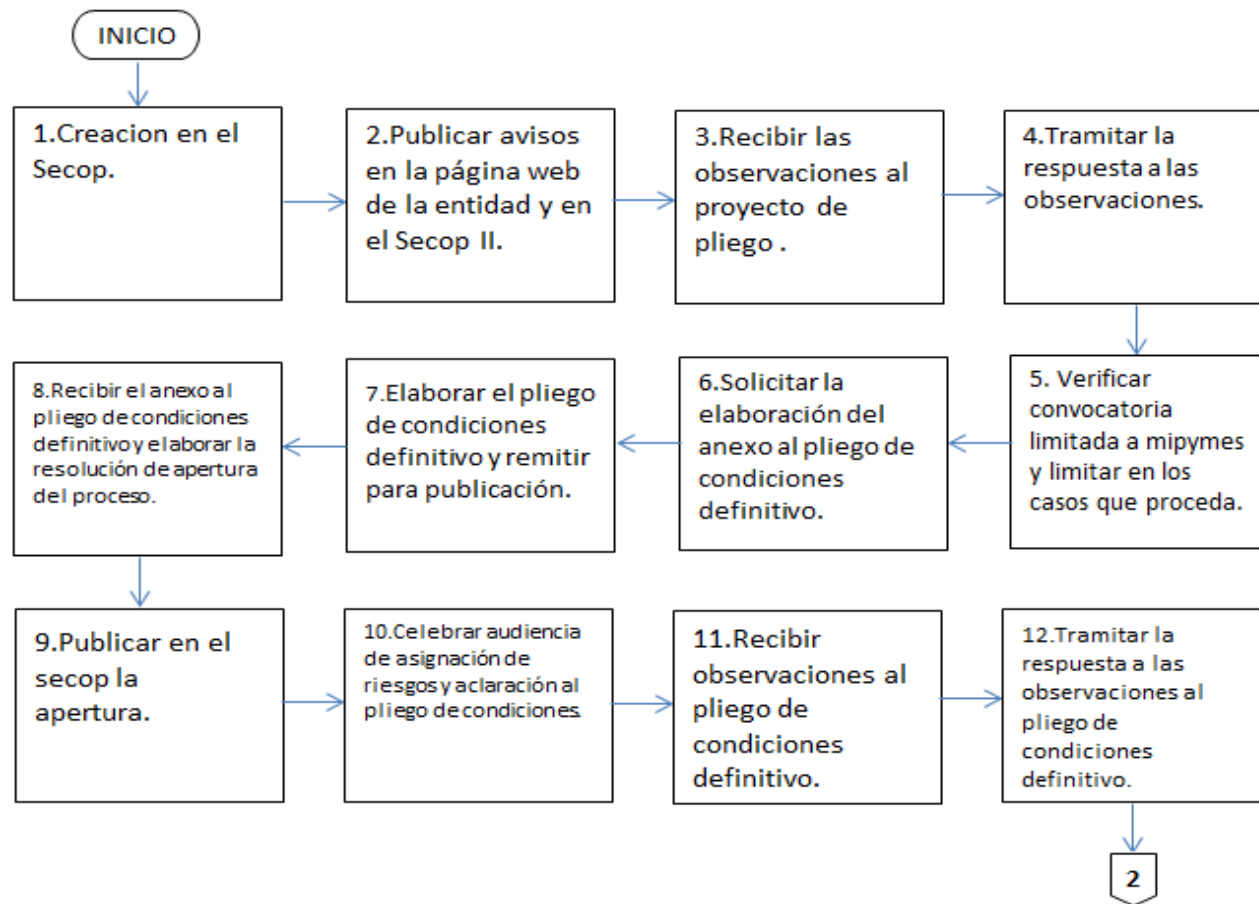 INICIO
1.Creacion en el
Secop.
2.Publicar avisos
en la página web
de la entidad y en
el Secop II.
3.Recibir las
observaciones al
proyecto de
pliego .
4.Tramitar la
respuesta a las
observaciones.
5. Verificar
convocatoria
limitada a mipymes
y limitar en los
casos que proceda.
6.Solicitar la
elaboración del
anexo al pliego de
condiciones
definitivo.
7.Elaborar el pliego
de condiciones
definitivo y remitir
para publicación.
8.Recibir el anexo al
pliego de condiciones
definitivo y elaborar la
resolución de apertura
del proceso.
9.Publicar en el
secop la
apertura.
10.Celebrar audiencia
de asignación de
riesgos y aclaración al
pliego de condiciones.
11.Recibir
observaciones al
pliego de
condiciones
definitivo.
12.Tramitar la
respuesta a las
observaciones al
pliego de
condiciones
definitivo.
2